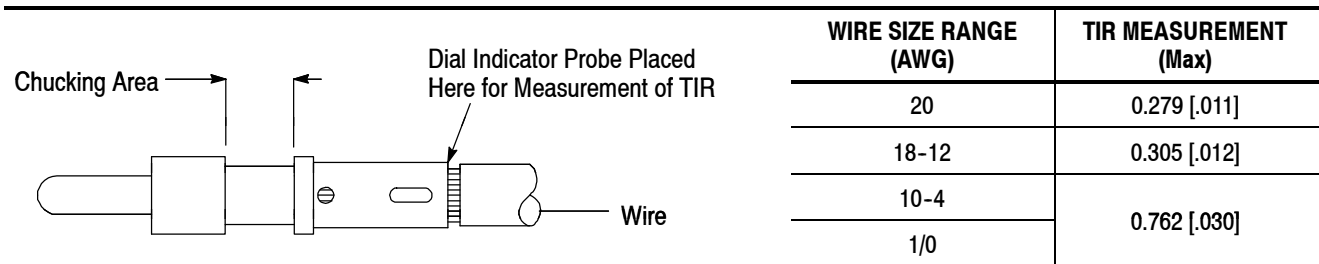 Chucking Area
Dial Indicator Probe Placed
Here for Measurement of TIR
Wire
WIRE SIZE RANGE
(AWG)
TIR MEASUREMENT
(Max)
20
0.279 [.011]
18-12
0.305 [.012]
10-4
0.762 [.030]
1/0